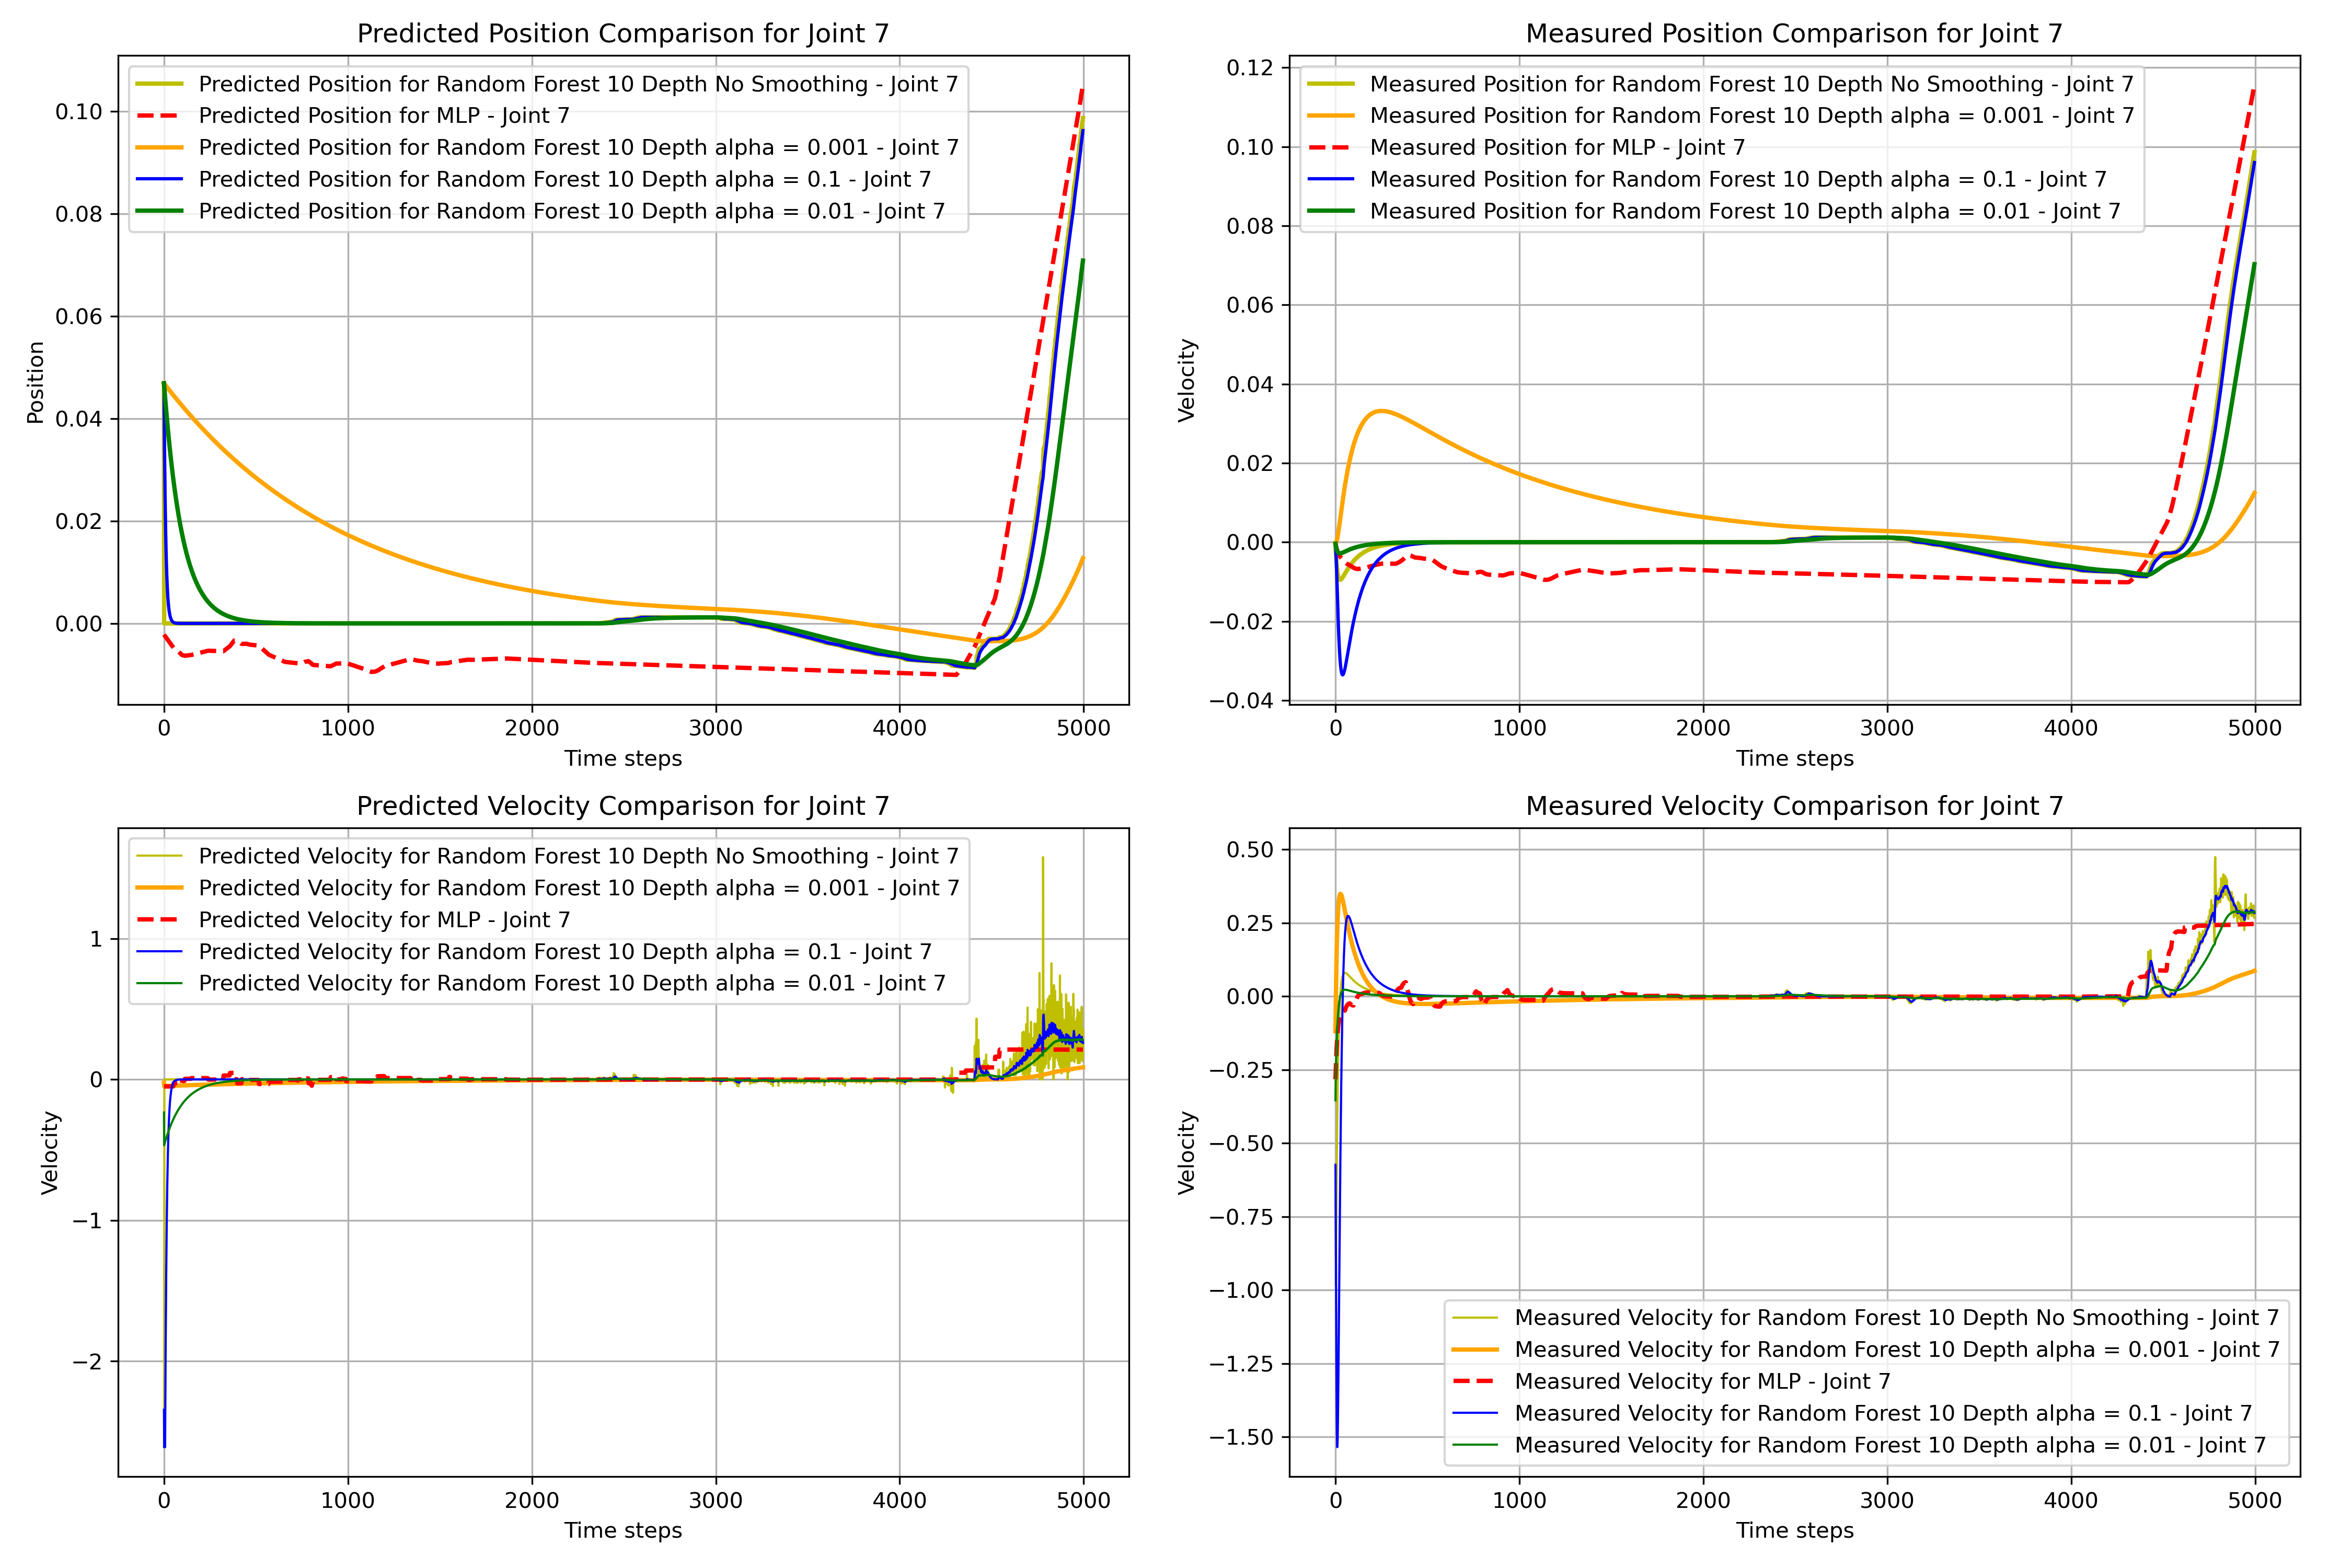 Predicted Position Comparison for Joint 7
Predicted Position for Random Forest 10 Depth No Smoothing - Joint 7
Predicted Position for MLP - Joint 7
Predicted Position for Random Forest 10 Depth alpha = 0.001 - Joint 7
Predicted Position for Random Forest 10 Depth alpha = 0.1 - Joint 7
Predicted Position for Random Forest 10 Depth alpha = 0.01 - Joint 7
0.10
0.08
0.06
0.04
0.02
0.00
Position
0 1000 2000 3000 4000 5000
Time steps
Measured Position Comparison for Joint 7
Measured Position for Random Forest 10 Depth No Smoothing - Joint 7
Measured Position for Random Forest 10 Depth alpha = 0.001 - Joint 7
Measured Position for MLP - Joint 7
Measured Position for Random Forest 10 Depth alpha = 0.1 - Joint 7
Measured Position for Random Forest 10 Depth alpha = 0.01 - Joint 7
0.12
0.10
0.08
0.06
0.04
0.02
0.00
−0.02
−0.04
Velocity
0 1000 2000 3000 4000 5000
Time steps
Predicted Velocity Comparison for Joint 7
Predicted Velocity for Random Forest 10 Depth No Smoothing - Joint 7
Predicted Velocity for Random Forest 10 Depth alpha = 0.001 - Joint 7
Predicted Velocity for MLP - Joint 7
Predicted Velocity for Random Forest 10 Depth alpha = 0.1 - Joint 7
Predicted Velocity for Random Forest 10 Depth alpha = 0.01 - Joint 7
1
0
−1
−2
Velocity
0 1000 2000 3000 4000 5000
Time steps
Measured Velocity Comparison for Joint 7
0.50
0.25
0.00
−0.25
−0.50
−0.75
−1.00
−1.25
−1.50
Velocity
Measured Velocity for Random Forest 10 Depth No Smoothing - Joint 7
Measured Velocity for Random Forest 10 Depth alpha = 0.001 - Joint 7
Measured Velocity for MLP - Joint 7
Measured Velocity for Random Forest 10 Depth alpha = 0.1 - Joint 7
Measured Velocity for Random Forest 10 Depth alpha = 0.01 - Joint 7
0 1000 2000 3000 4000 5000
Time steps